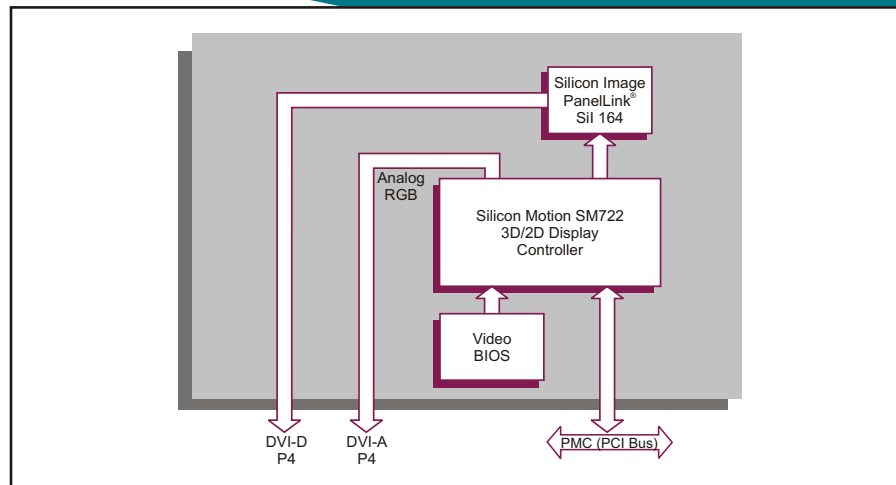 Silicon Image
PanelLink®
SiI 164
Analog
RGB
Silicon Motion SM722
3D/2D Display
Controller
Video
BIOS
DVI-D
P4
DVI-A
P4
PMC (PCI Bus)